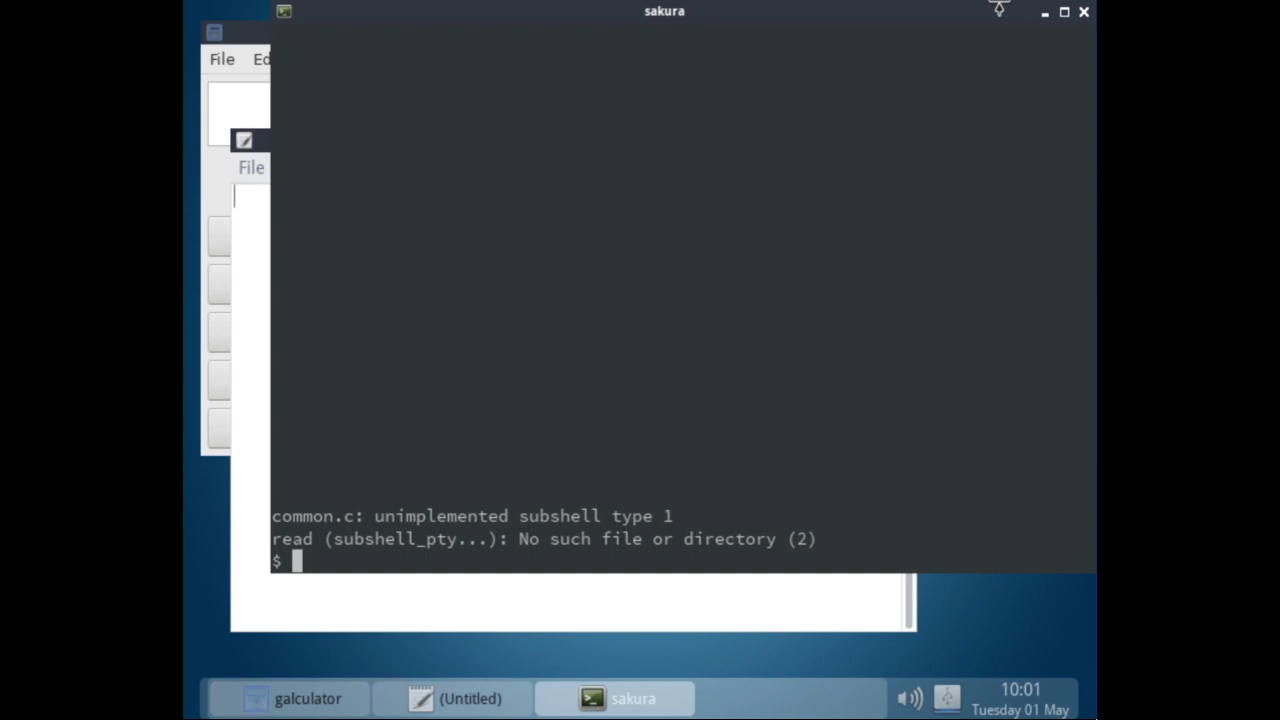 sakura
File Ed
File
common.c: unimplemented subshell type 1
read (subshell_pty...): No such file or directory (2)
$
galculator
(Untitled)
sakura
10:01
Tuesday 01 May